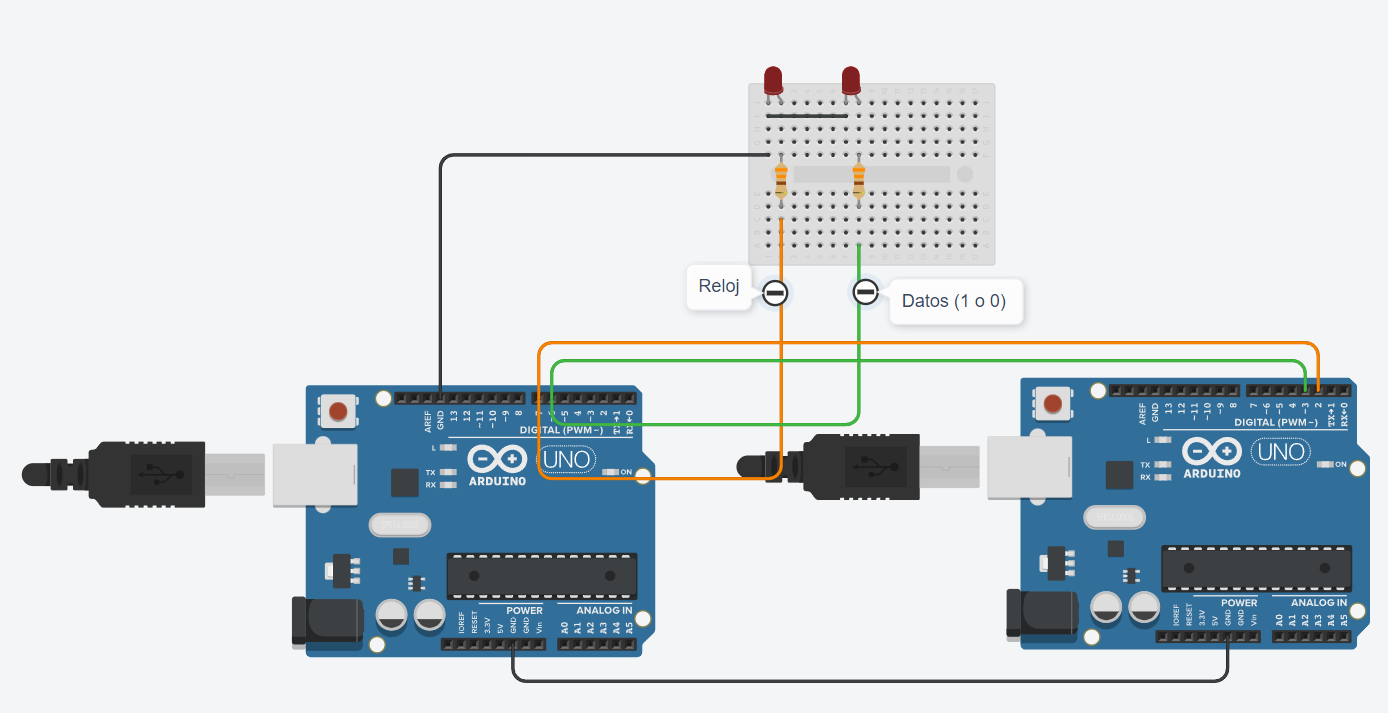 Reloj
Datos (1 o 0)
AREF
GND
13
12
~11
~10
~9
8
7
~5
4
~3
2
TX→1
RX←0
DIGITAL (PWM~)
L
TX
RX
UNO
ON
ARDUINO
POWER
ANALOG IN
IOREF
RESET
3.3V
5V
GND
GND
Vin
A0
A1
A2
A3
A4
A5
AREF
GND
13
12
~11
~10
~9
8
7
~6
~5
4
~3
2
TX→1
RX←0
DIGITAL (PWM~)
L
TX
RX
UNO
ON
ARDUINO
POWER
ANALOG IN
IOREF
RESET
3.3V
5V
GND
GND
Vin
A0
A1
A2
A3
A4
A5